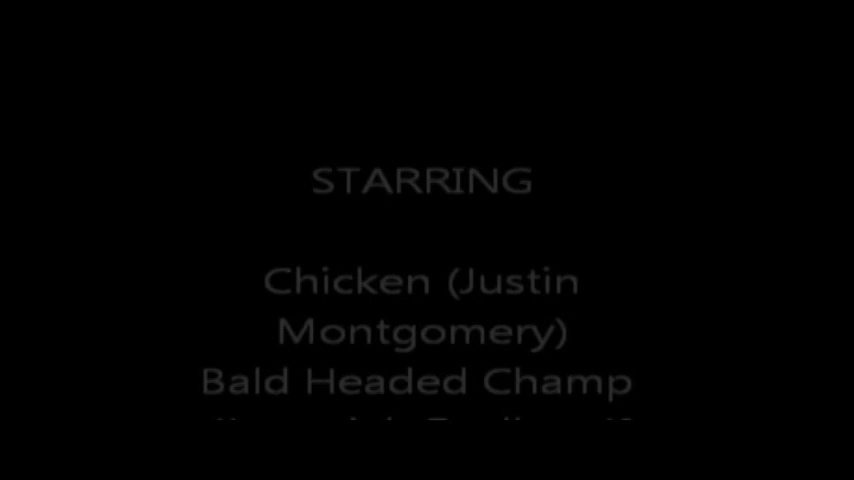 STARRING
Chicken (Justin
Montgomery)
Bald Headed Champ